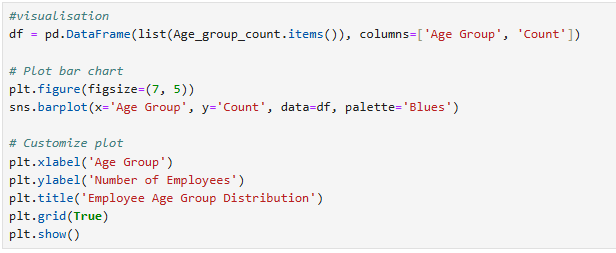 #visualisation
df = pd.DataFrame(list(Age_group_count.items()), columns=['Age Group', 'Count'])
# Plot bar chart
plt.figure(figsize=(7, 5))
sns.barplot(x='Age Group', y='Count', data=df, palette='Blues')
# Customize plot
plt.xlabel('Age Group')
plt.ylabel('Number of Employees')
plt.title('Employee Age Group Distribution')
plt.grid(True)
plt.show()